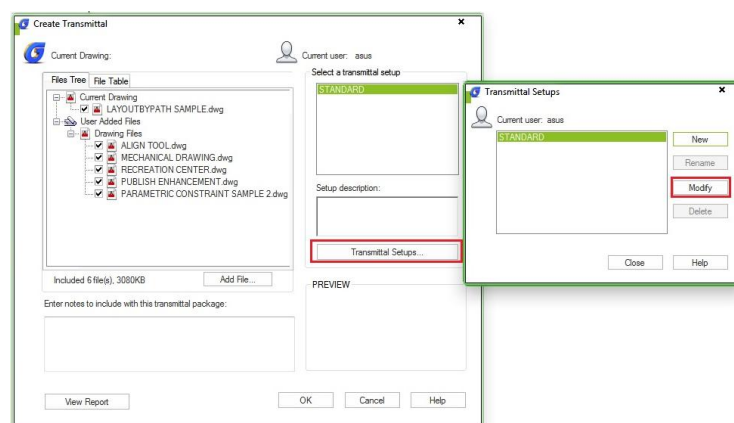 Create Transmittal
Current Drawing:
Current user: asus
Files Tree
File Table
Current Drawing
LAYOUTBYPATH SAMPLE.dwg
User Added Files
Drawing Files
ALIGN TOOL.dwg
MECHANICAL DRAWING.dwg
RECREATION CENTER.dwg
PUBLISH ENHANCEMENT.dwg
PARAMETRIC CONSTRAINT SAMPLE 2.dwg
Included 6 file(s), 3080KB
Add File...
Enter notes to include with this transmittal package:
View Report
Select a transmittal setup
STANDARD
Setup description:
Transmittal Setups...
PREVIEW
OK
Cancel
Help
Transmittal Setups
Current user: asus
STANDARD
New
Rename
Modify
Delete
Close
Help